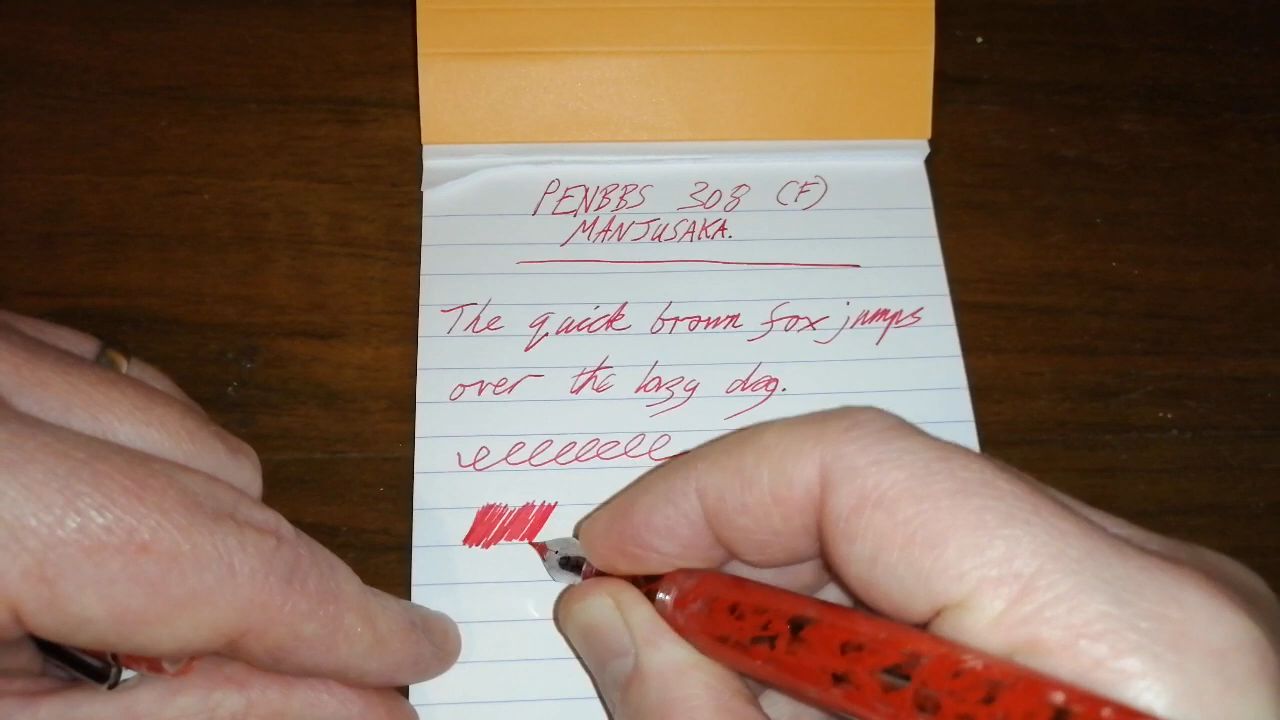 PENBBS 308 (F)
MANJUSAKA.
The quick brown fox jumps
over the lazy dog.
eeeeeeee